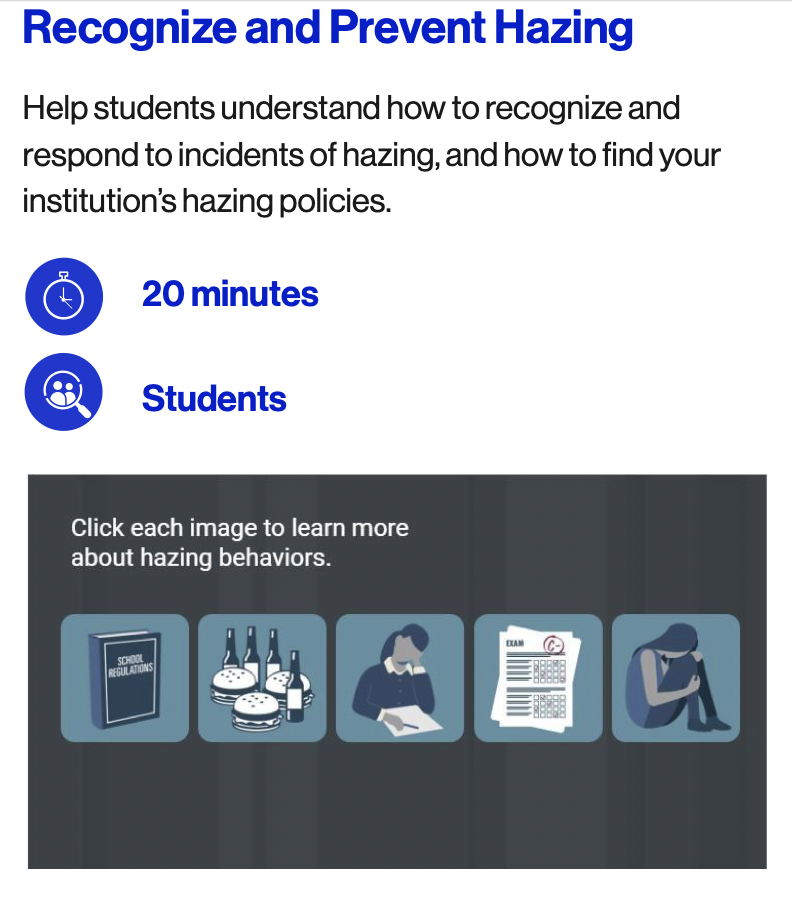 Recognize and Prevent Hazing
Help students understand how to recognize and
respond to incidents of hazing, and how to find your
institution’s hazing policies.
20 minutes
Students
Click each image to learn more
about hazing behaviors.
SCHOOL
REGULATIONS
EXAM
C-